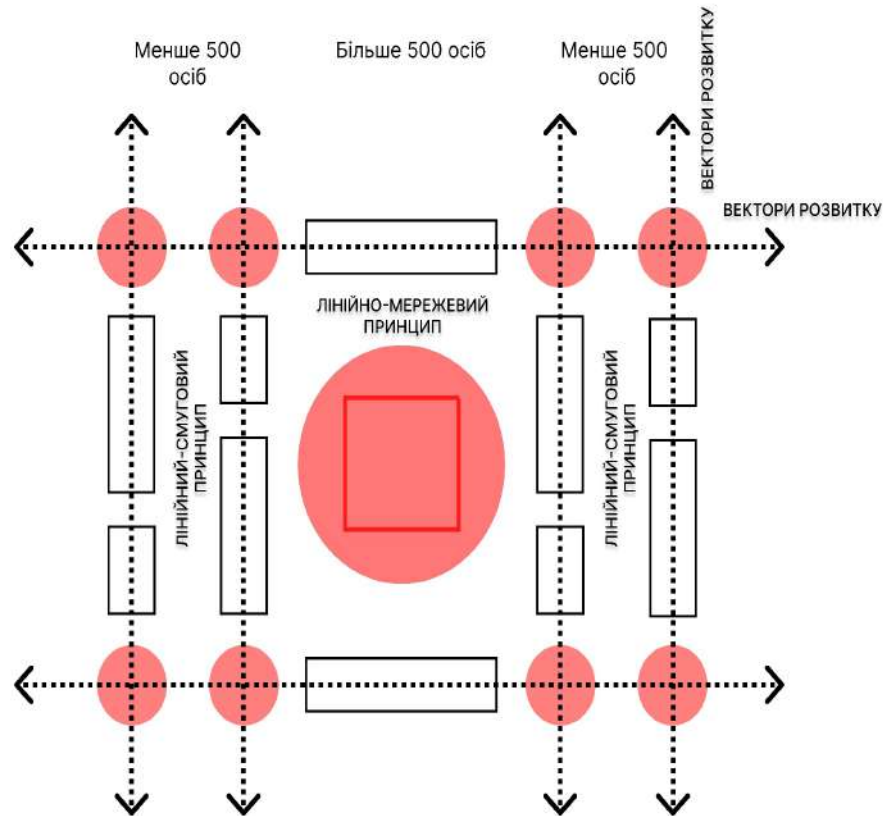 Менше 500
осіб
Більше 500 осіб
Менше 500
осіб
ВЕКТОРИ РОЗВИТКУ
ВЕКТОРИ РОЗВИТКУ
ЛІНІЙНО-МЕРЕЖЕВИЙ
ПРИНЦИП
ЛІНІЙНИЙ-СМУГОВИЙ
ПРИНЦИП
ЛІНІЙНИЙ-СМУГОВИЙ
ПРИНЦИП